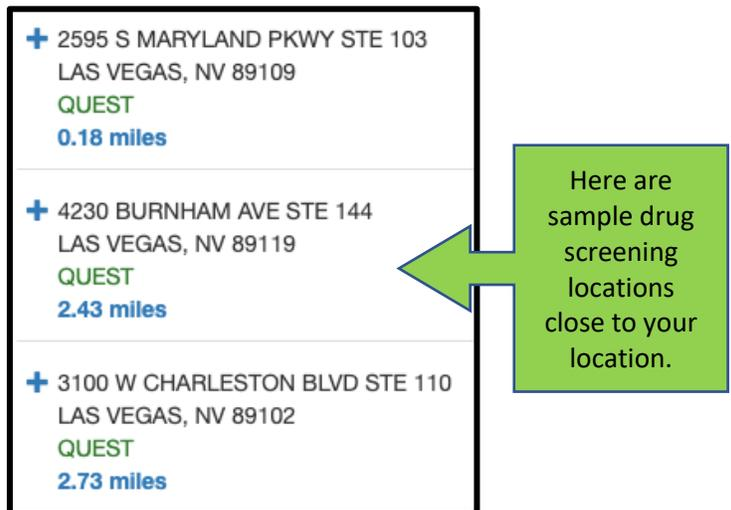 2595 S MARYLAND PKWY STE 103
LAS VEGAS, NV 89109
QUEST
0.18 miles
4230 BURNHAM AVE STE 144
LAS VEGAS, NV 89119
QUEST
2.43 miles
3100 W CHARLESTON BLVD STE 110
LAS VEGAS, NV 89102
QUEST
2.73 miles
Here are
sample drug
screening
locations
close to your
location.